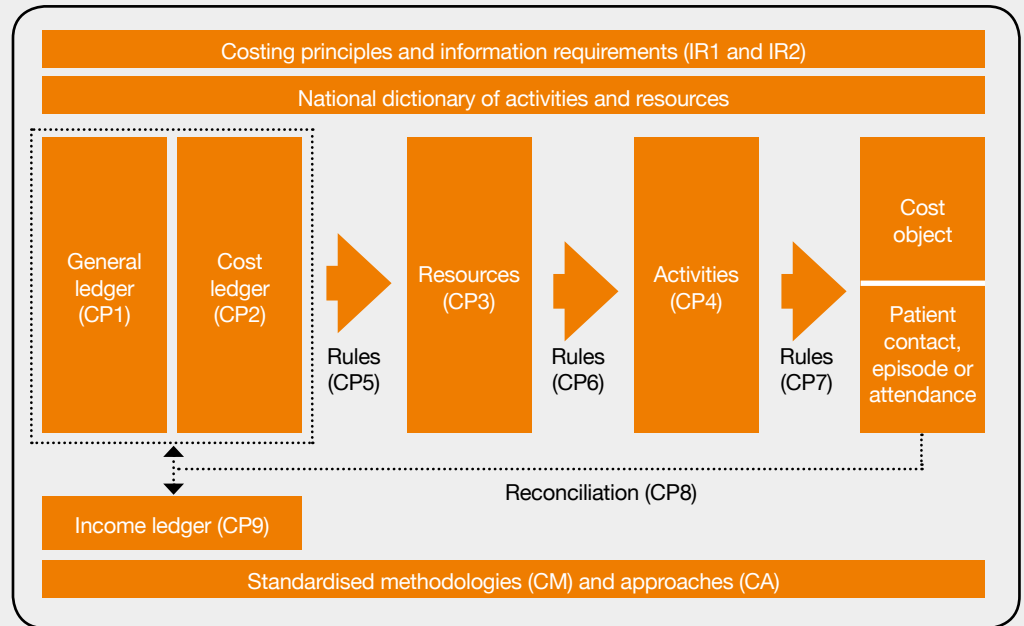 Costing principles and information requirements (IR1 and IR2)
National dictionary of activities and resources
General
ledger
(CP1)
Cost
ledger
(CP2)
Rules
(CP5)
Resources
(CP3)
Rules
(CP6)
Activities
(CP4)
Rules
(CP7)
Cost
object
Patient
contact,
episode or
attendance
Reconciliation (CP8)
Income ledger (CP9)
Standardised methodologies (CM) and approaches (CA)